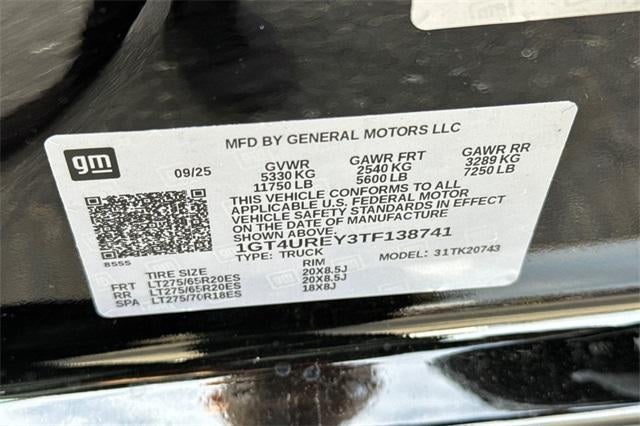 gm
MFD BY GENERAL MOTORS LLC
09/25 GVWR GAWR FRT GAWR RR
5330 KG 2540 KG 3289 KG
11750 LB 5600 LB 7250 LB
THIS VEHICLE CONFORMS TO ALL
APPLICABLE U.S. FEDERAL MOTOR
VEHICLE SAFETY STANDARDS IN EFFECT
ON THE DATE OF MANUFACTURE
SHOWN ABOVE.
1GT4UREY3TF138741
8555
TYPE: TRUCK MODEL: 31TK20743
TIRE SIZE RIM
FRT LT275/65R20ES 20X8.5J
RR LT275/65R20ES 20X8.5J
SPA LT275/70R18ES 18X8J